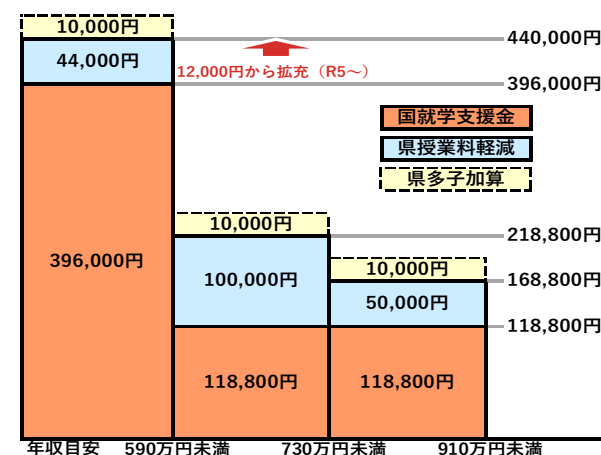 10,000円
440,000円
44,000円
12,000円から拡充（R5～）
396,000円
国就学支援金
県授業料軽減
県多子加算
10,000円
218,800円
396,000円
10,000円
100,000円
168,800円
50,000円
118,800円
118,800円
118,800円
年収目安
590万円未満
730万円未満
910万円未満